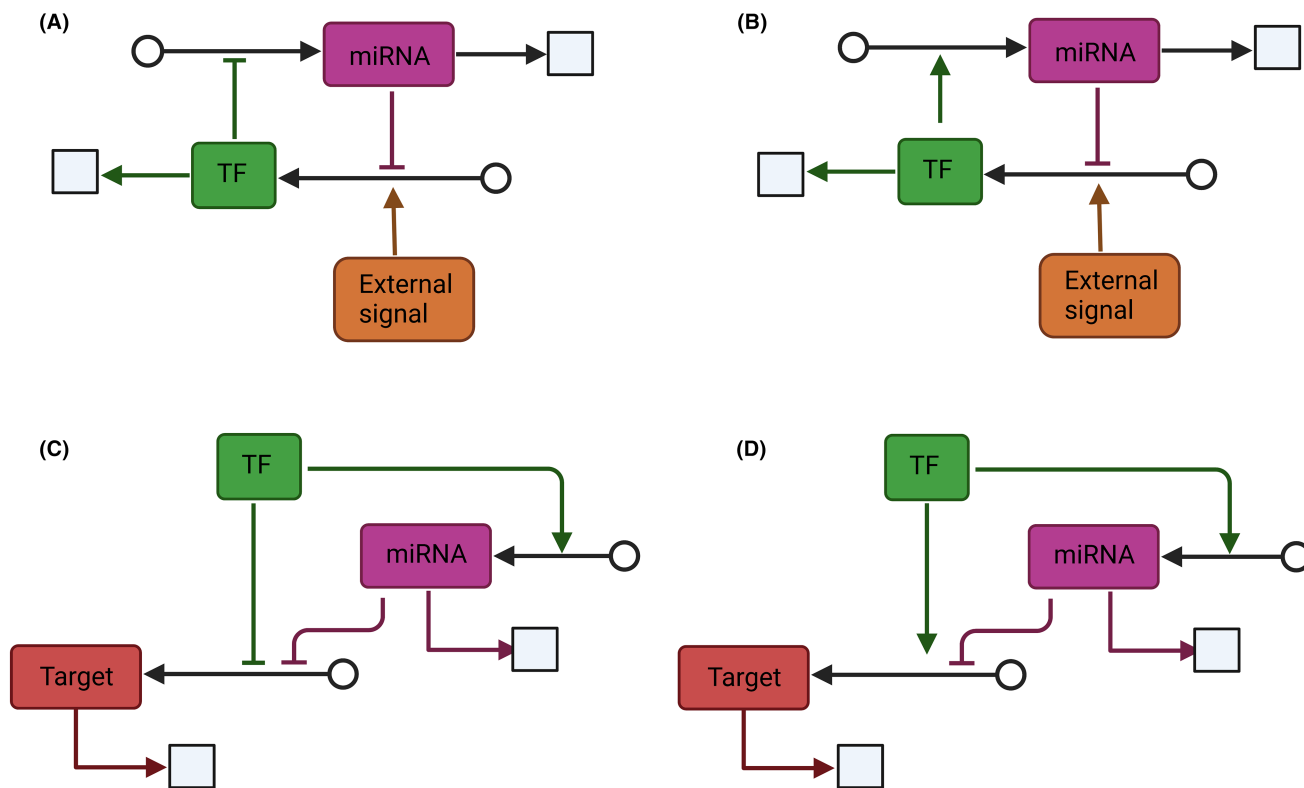 (A)
miRNA
TF
External
signal
(B)
miRNA
TF
External
signal
(C)
TF
miRNA
Target
(D)
TF
miRNA
Target